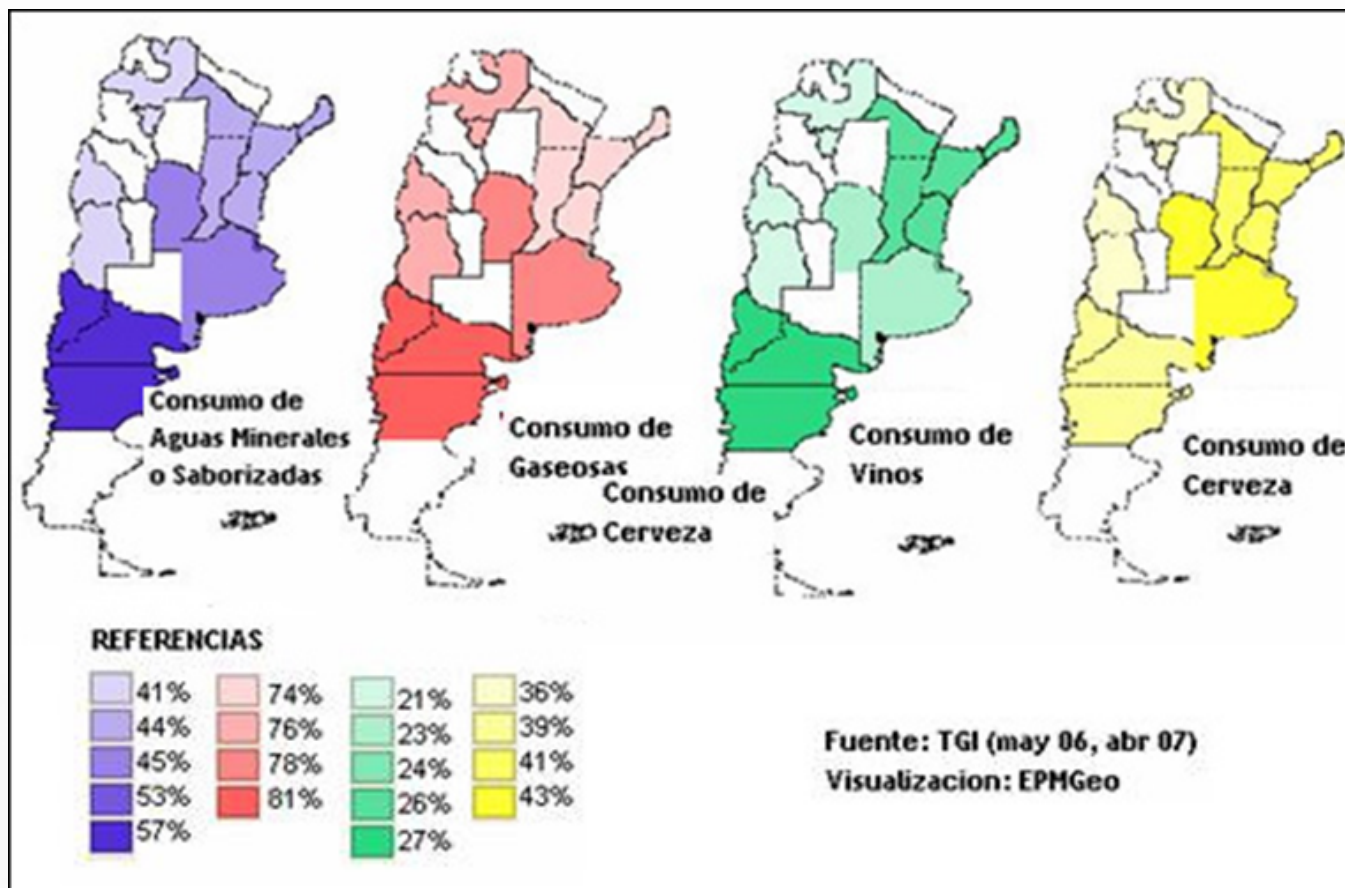 Consumo de
Aguas Minerales
o Saborizadas
Consumo de
Gaseosas
Consumo de
Cerveza
Consumo de
Vinos
Consumo de
Cerveza
REFERENCIAS
41% 74% 21% 36%
44% 76% 23% 39%
45% 78% 24% 41%
53% 81% 26% 43%
57% 27%
Fuente: TGI (may 06, abr 07)
Visualizacion: EPMGeo